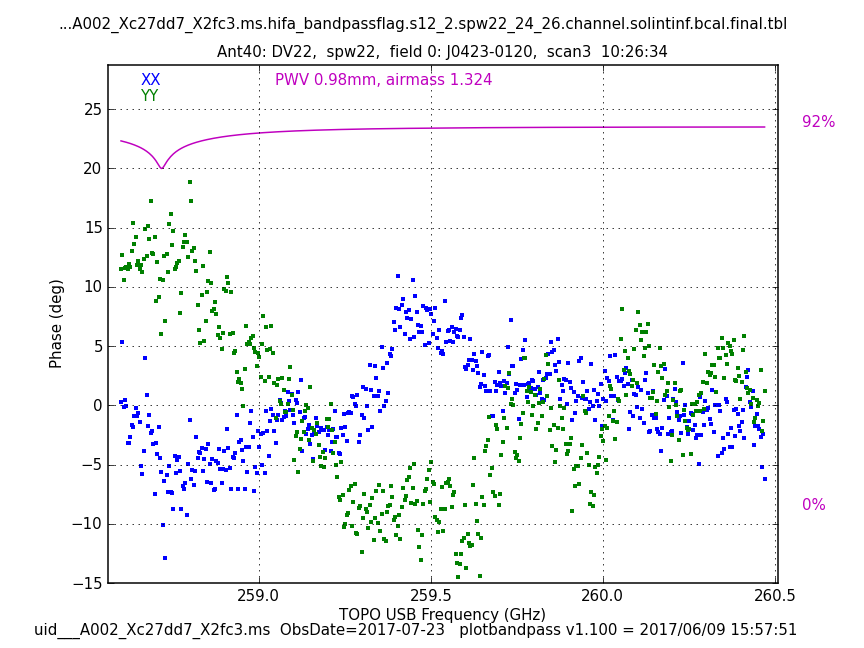 ...A002_Xc27dd7_X2fc3.ms.hifa_bandpassflag.s12_2.spw22_24_26.channel.solintinf.bcal.final.tbl
Ant40: DV22,  spw22,  field 0: J0423-0120,  scan3  10:26:34
XX
PWV 0.98mm, airmass 1.324
YY
25
92%
20
15
10
5
0
−5
−10
−15
0%
Phase (deg)
259.0 259.5 260.0 260.5
TOPO USB Frequency (GHz)
uid___A002_Xc27dd7_X2fc3.ms  ObsDate=2017-07-23   plotbandpass v1.100 = 2017/06/09 15:57:51